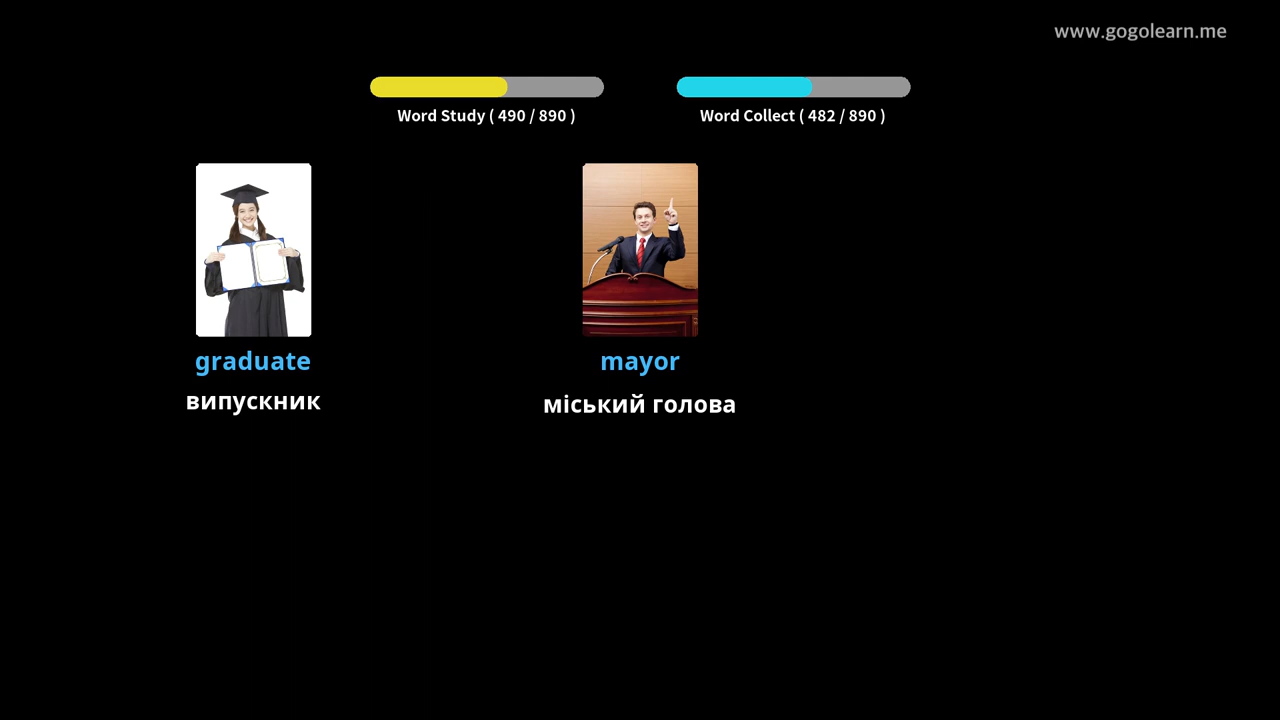 www.gogolearn.me
Word Study ( 490 / 890 )
Word Collect ( 482 / 890 )
graduate
mayor
випускник
міський голова